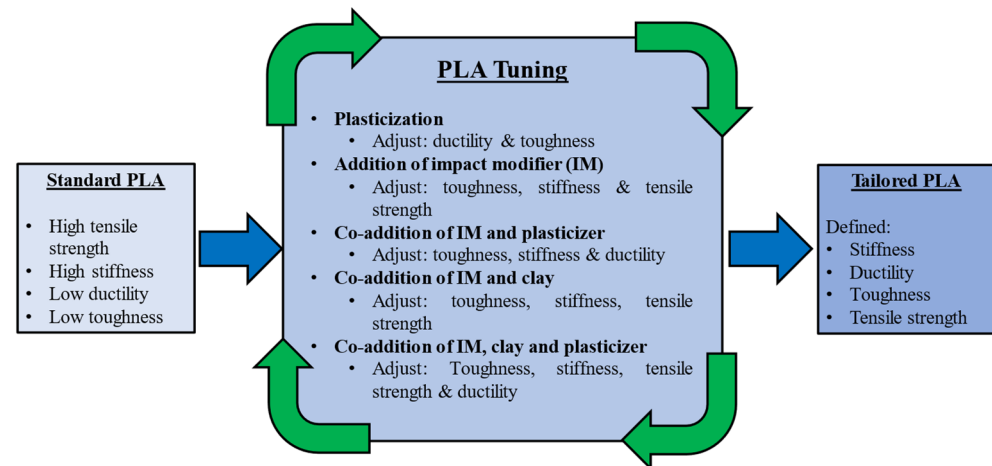 Standard PLA
• High tensile
strength
• High stiffness
• Low ductility
• Low toughness
PLA Tuning
• Plasticization
• Adjust: ductility & toughness
• Addition of impact modifier (IM)
• Adjust: toughness, stiffness & tensile
strength
• Co-addition of IM and plasticizer
• Adjust: toughness, stiffness & ductility
• Co-addition of IM and clay
• Adjust: toughness, stiffness, tensile
strength
• Co-addition of IM, clay and plasticizer
• Adjust: Toughness, stiffness, tensile
strength & ductility
Tailored PLA
Defined:
• Stiffness
• Ductility
• Toughness
• Tensile strength